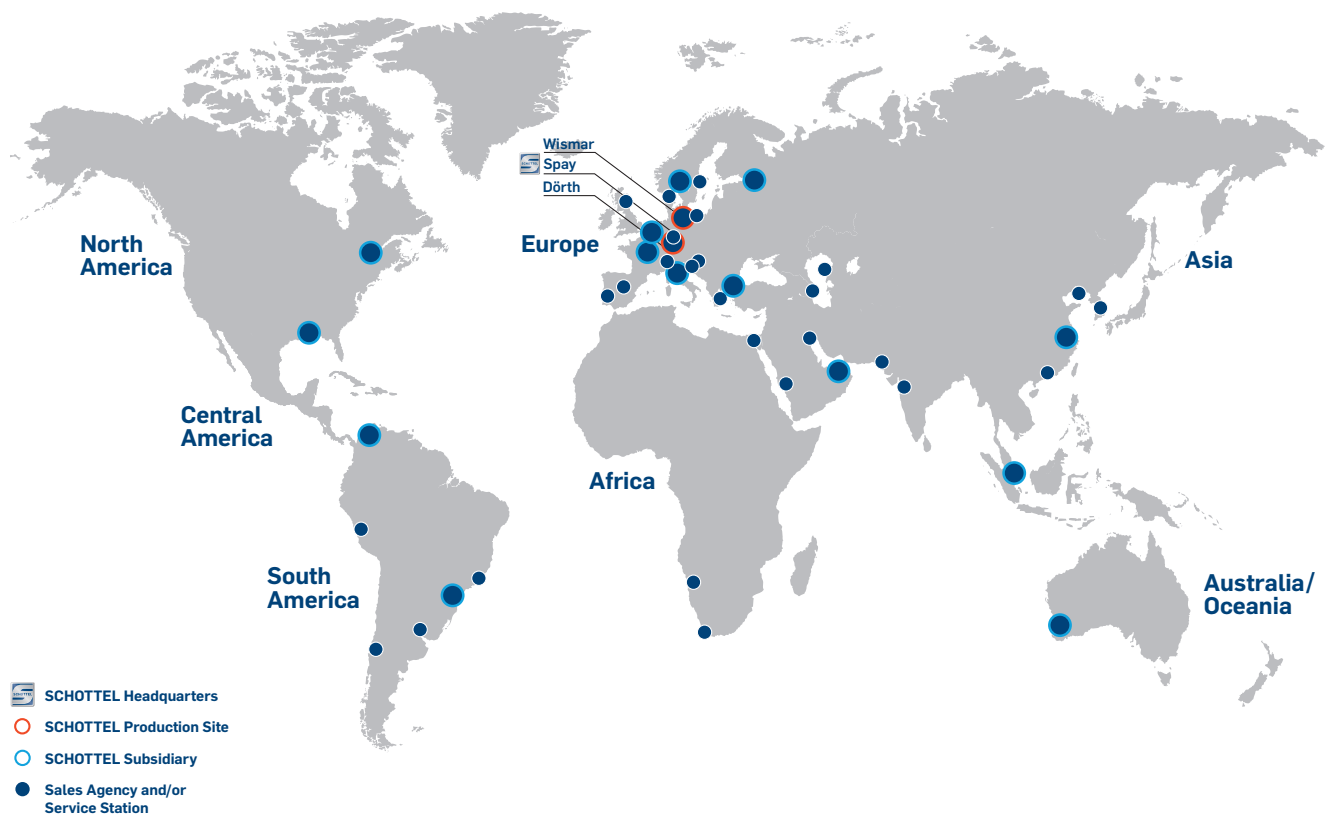 Wismar
Spay
Dörth
North
America
Europe
Asia
Central
America
Africa
South
America
Australia/
Oceania
SCHOTTEL
SCHOTTEL Headquarters
SCHOTTEL Production Site
SCHOTTEL Subsidiary
Sales Agency and/or
Service Station